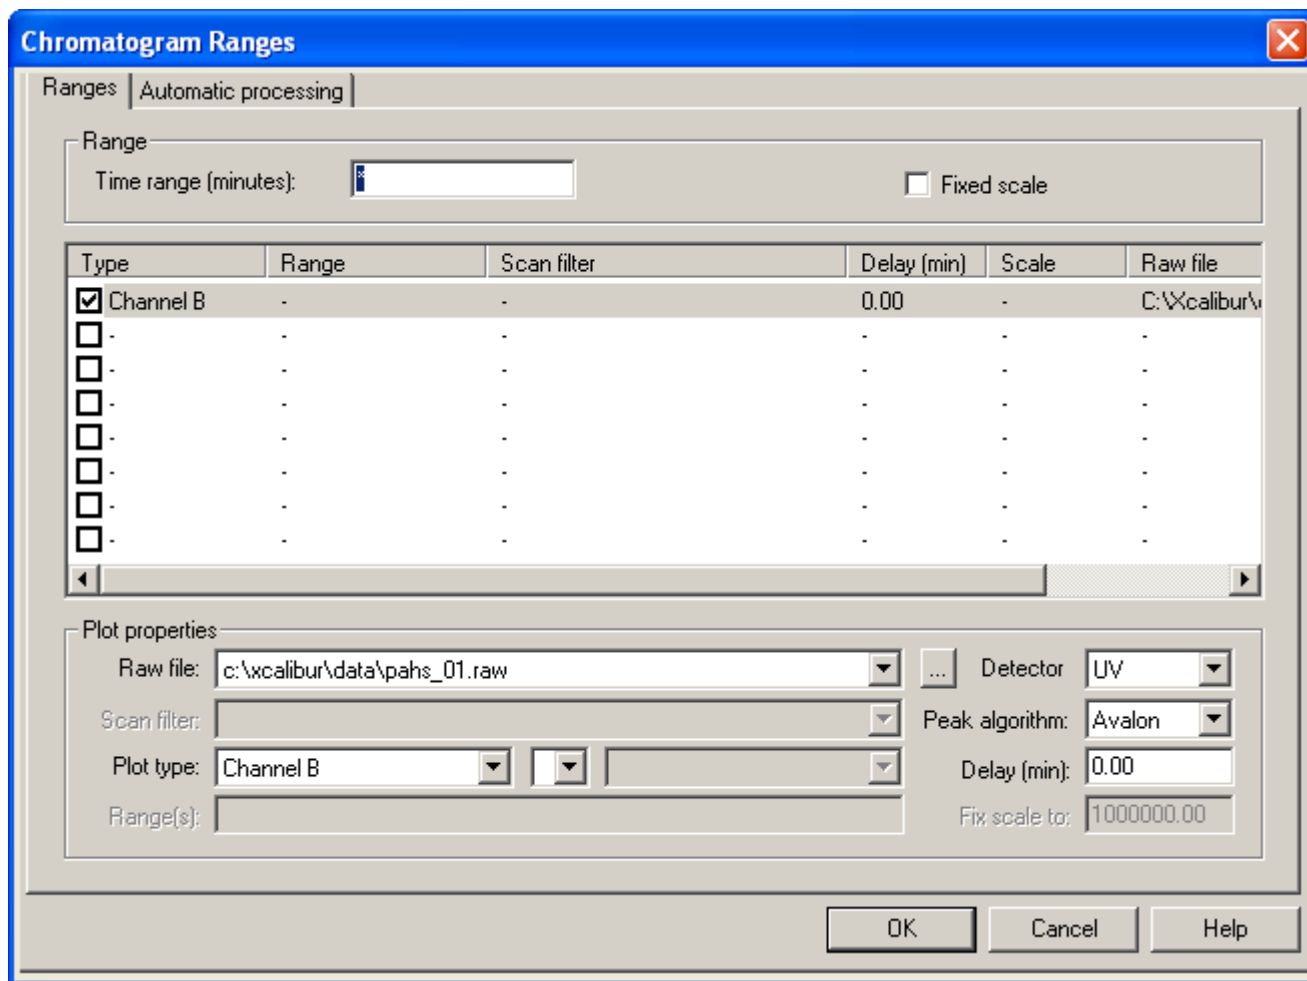 Chromatogram Ranges
Ranges Automatic processing
Range
Time range (minutes): * Fixed scale
Type Range Scan filter Delay (min) Scale Raw file
Channel B - - 0.00 - C:\Xcalibur\
- - - - - -
- - - - - -
- - - - - -
- - - - - -
- - - - - -
- - - - - -
- - - - - -
Plot properties
Raw file: c:\xcalibur\data\pahs_01.raw ... Detector UV
Scan filter: Peak algorithm: Avalon
Plot type: Channel B Delay (min): 0.00
Range(s): Fix scale to: 1000000.00
OK Cancel Help